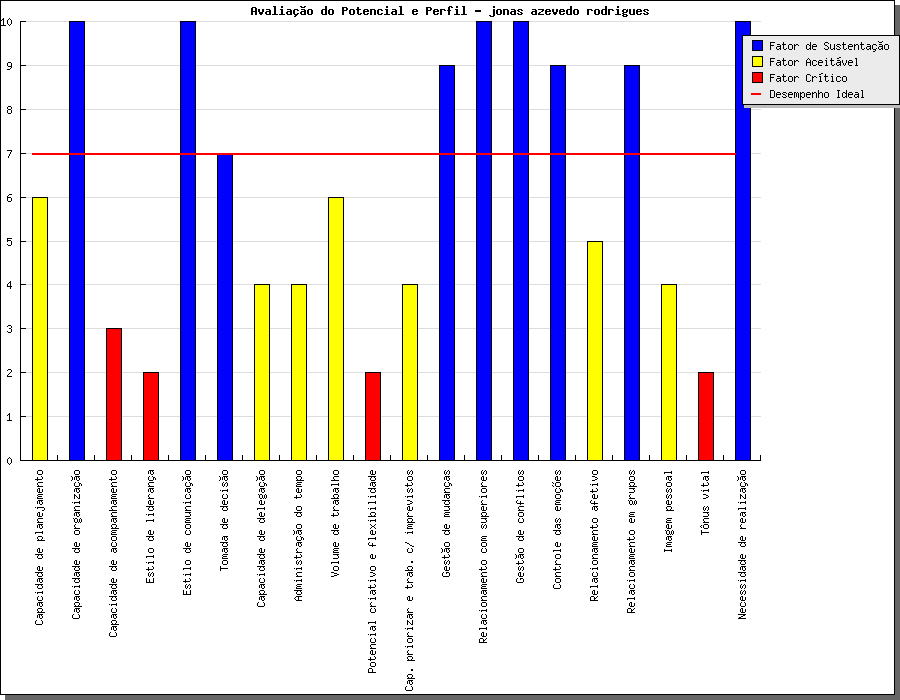 Avaliação do Potencial e Perfil - jonas azevedo rodrigues
10
9
8
7
6
5
4
3
2
1
0
Fator de Sustentação
Fator Aceitável
Fator Crítico
Desempenho Ideal
Capacidade de planejamento
Capacidade de organização
Capacidade de acompanhamento
Estilo de liderança
Estilo de comunicação
Tomada de decisão
Capacidade de delegação
Administração do tempo
Volume de trabalho
Potencial criativo e flexibilidade
Cap. priorizar e trab. c/ imprevistos
Gestão de mudanças
Relacionamento com superiores
Gestão de conflitos
Controle das emoções
Relacionamento afetivo
Relacionamento em grupos
Imagem pessoal
Tônus vital
Necessidade de realização